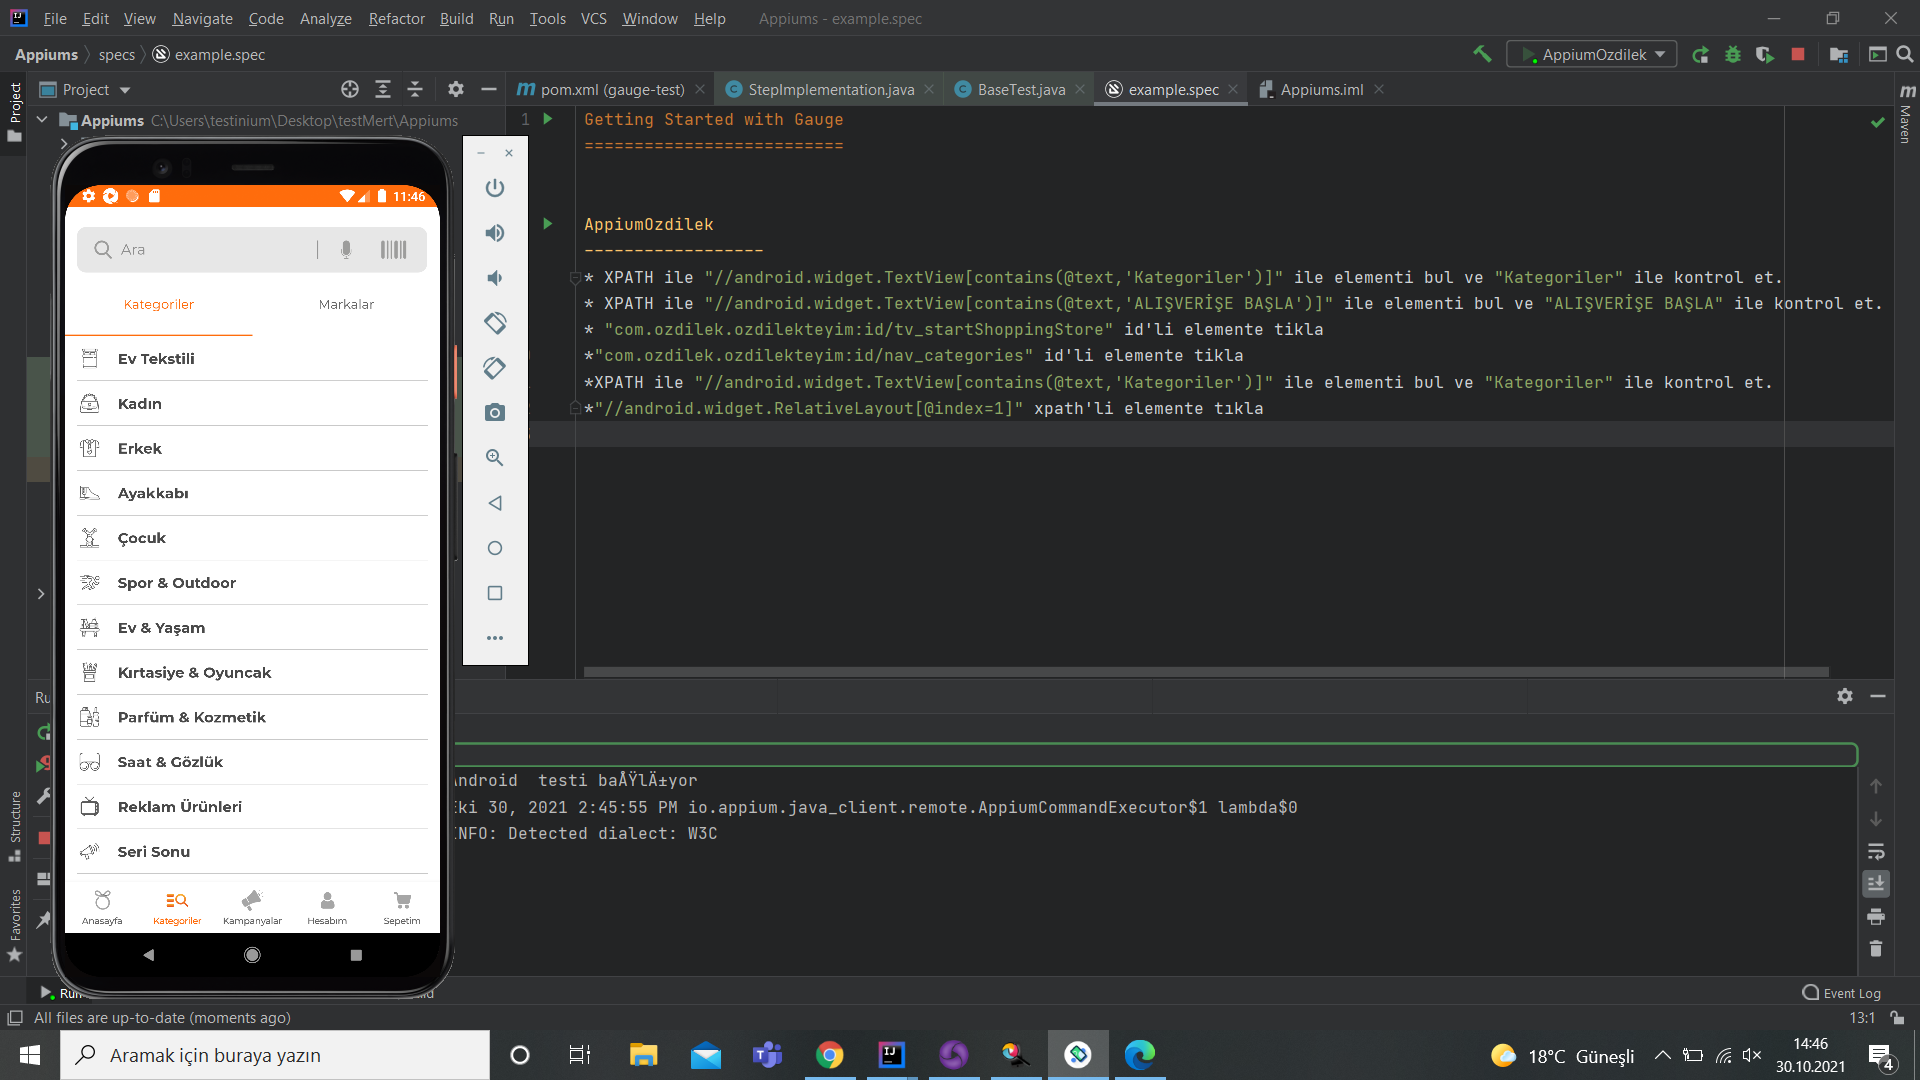 File Edit View Navigate Code Analyze Refactor Build Run Tools VCS Window Help Appiums - example.spec
Appiums specs example.spec
AppiumOzdilek
Project
pom.xml (gauge-test) StepImplementation.java BaseTest.java example.spec Appiums.iml
Appiums C:\Users\testinium\Desktop\testMert\Appiums
Project
Maven
1 Getting Started with Gauge
==========================
AppiumOzdilek
------------------
* XPATH ile "//android.widget.TextView[contains(@text,'Kategoriler')]" ile elementi bul ve "Kategoriler" ile kontrol et.
* XPATH ile "//android.widget.TextView[contains(@text,'ALIŞVERİŞE BAŞLA')]" ile elementi bul ve "ALIŞVERİŞE BAŞLA" ile kontrol et.
* "com.ozdilek.ozdilekteyim:id/tv_startShoppingStore" id'li elemente tikla
*"com.ozdilek.ozdilekteyim:id/nav_categories" id'li elemente tikla
*XPATH ile "//android.widget.TextView[contains(@text,'Kategoriler')]" ile elementi bul ve "Kategoriler" ile kontrol et.
*"//android.widget.RelativeLayout[@index=1]" xpath'li elemente tıkla
11:46
Ara
Kategoriler Markalar
Ev Tekstili
Kadın
Erkek
Ayakkabı
Çocuk
Spor & Outdoor
Ev & Yaşam
Kırtasiye & Oyuncak
Parfüm & Kozmetik
Saat & Gözlük
Reklam Ürünleri
Seri Sonu
Anasayfa Kategoriler Kampanyalar Hesabım Sepetim
Ru
Android  testi baÅŸlÄ±yor
Eki 30, 2021 2:45:55 PM io.appium.java_client.remote.AppiumCommandExecutor$1 lambda$0
INFO: Detected dialect: W3C
Structure
Favorites
Run
Event Log
All files are up-to-date (moments ago)
13:1
Aramak için buraya yazın
18°C Güneşli
14:46
30.10.2021
4